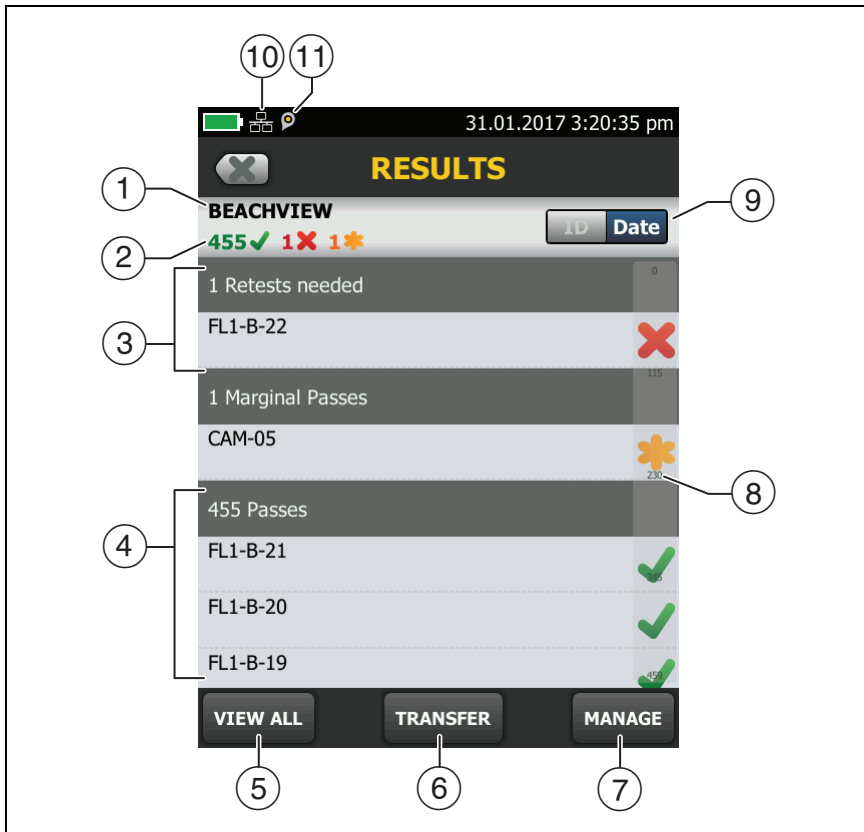 10 11
31.01.2017 3:20:35 pm
RESULTS
1
BEACHVIEW
ID Date
9
2
455 1 1
3
1 Retests needed
0
FL1-B-22
115
1 Marginal Passes
CAM-05
230
8
4
455 Passes
FL1-B-21
345
FL1-B-20
FL1-B-19
459
VIEW ALL TRANSFER MANAGE
5 6 7